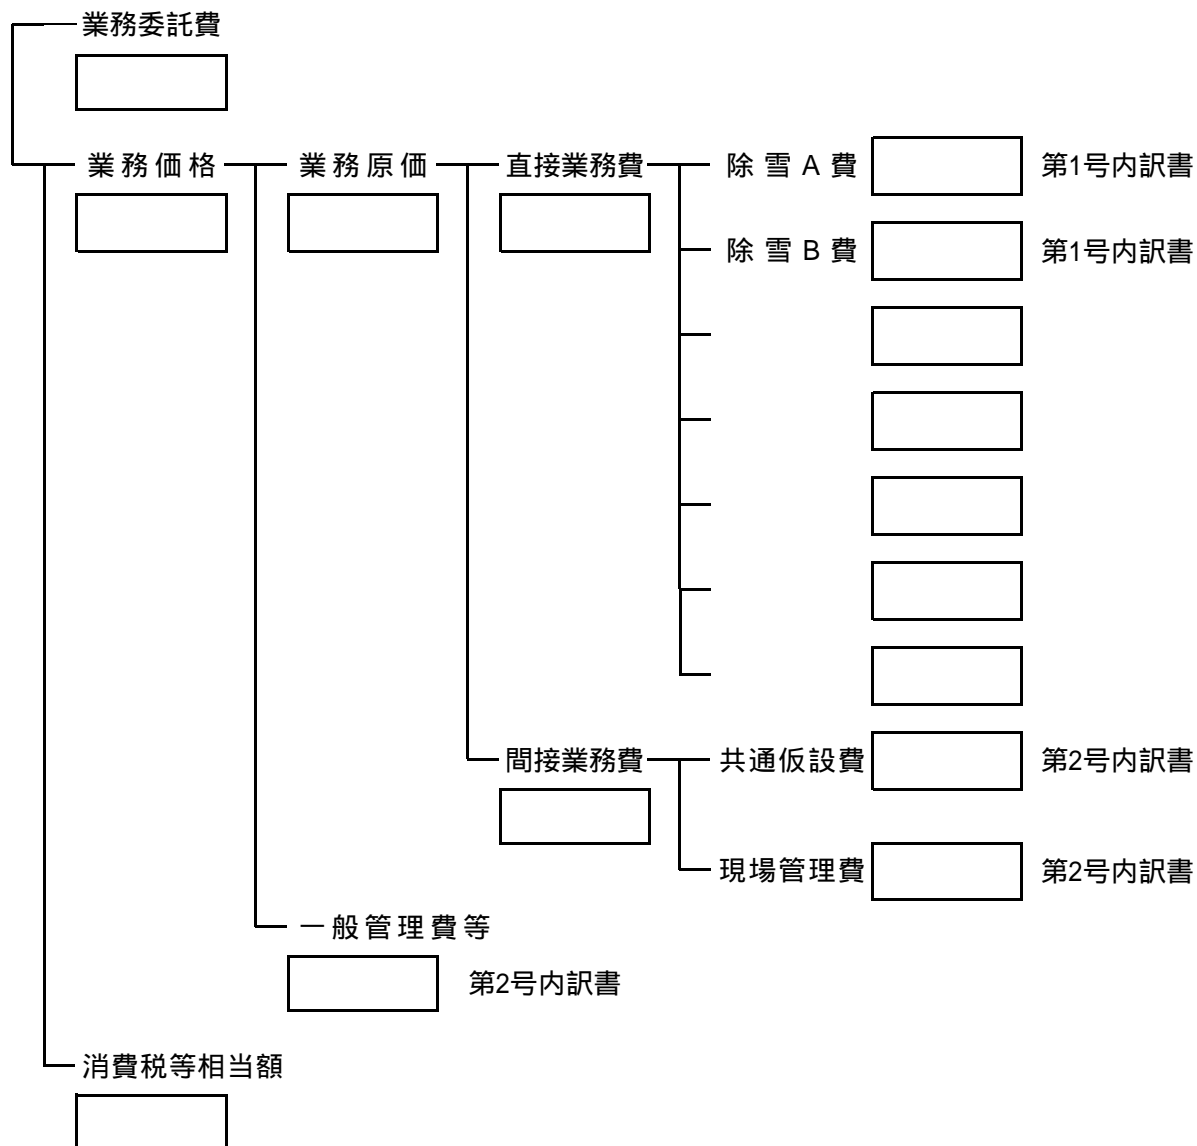 業務委託費
業務価格 業務原価 直接業務費 除雪A費 第1号内訳書
除雪B費 第1号内訳書
間接業務費 共通仮設費 第2号内訳書
現場管理費 第2号内訳書
一般管理費等
第2号内訳書
消費税等相当額